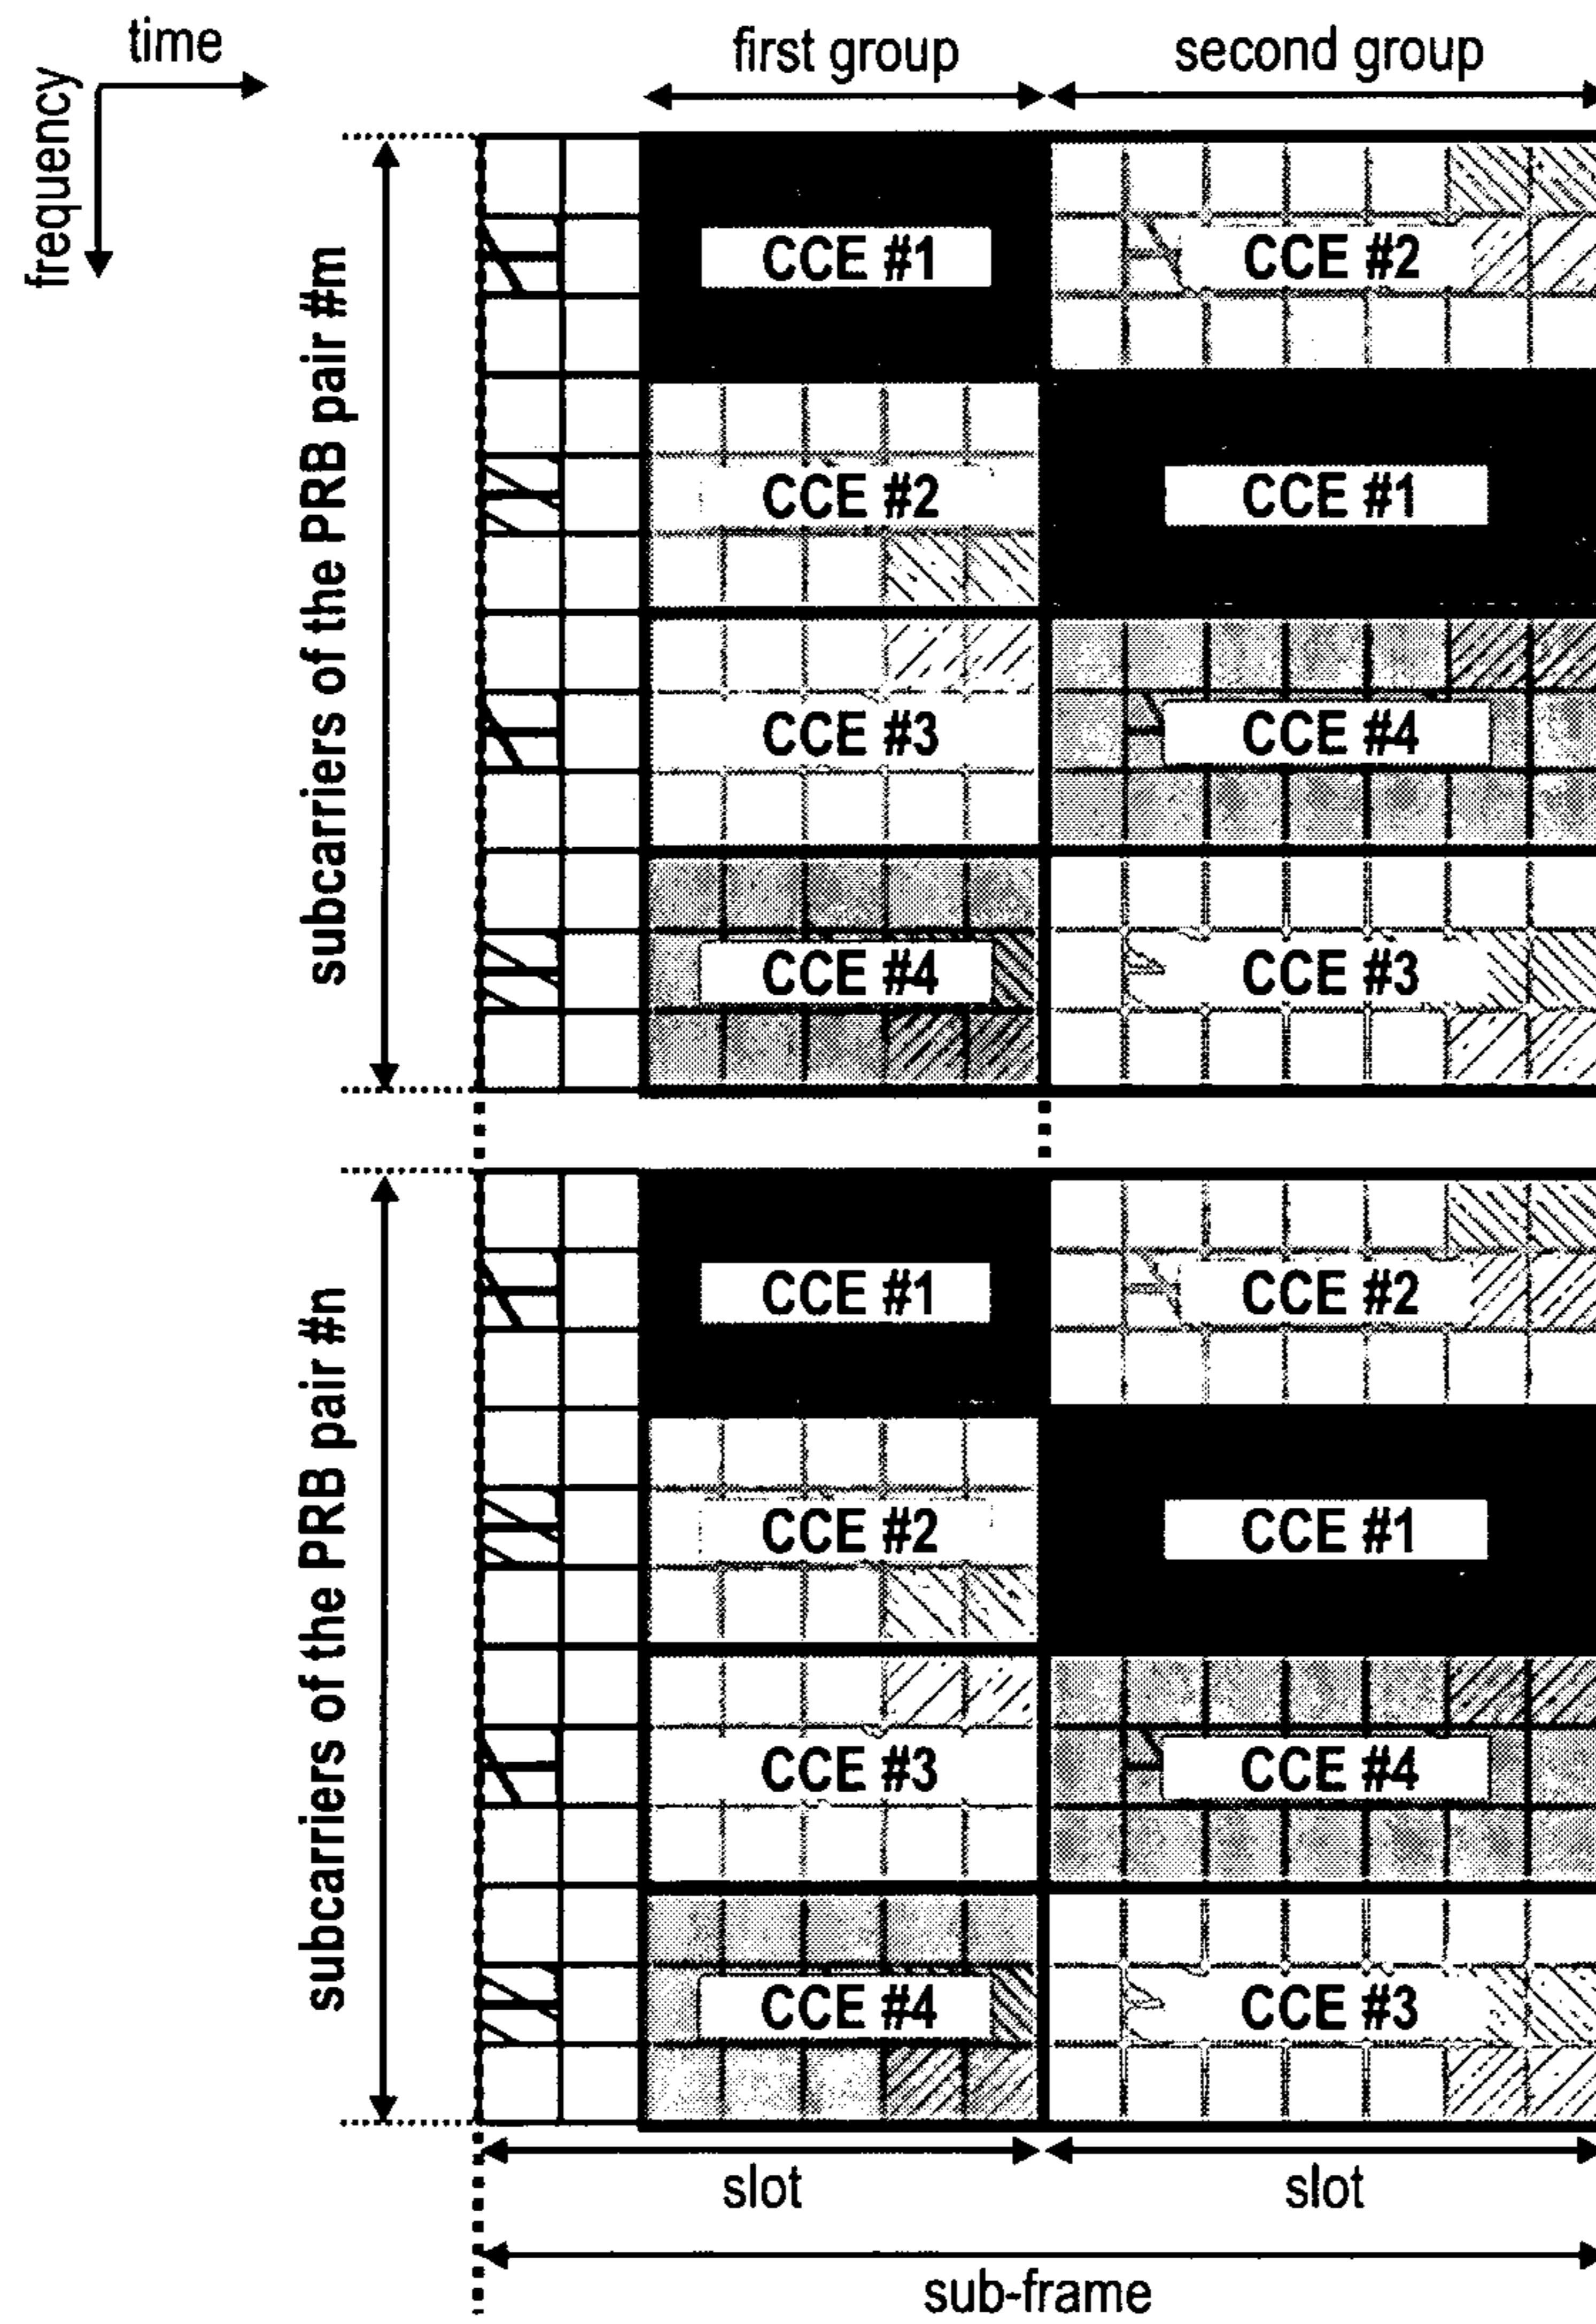 time
first group
second group
frequency
subcarriers of the PRB pair #m
CCE #1
CCE #2
CCE #2
CCE #1
CCE #3
CCE #4
CCE #4
CCE #3
subcarriers of the PRB pair #n
CCE #1
CCE #2
CCE #2
CCE #1
CCE #3
CCE #4
CCE #4
CCE #3
slot
slot
sub-frame